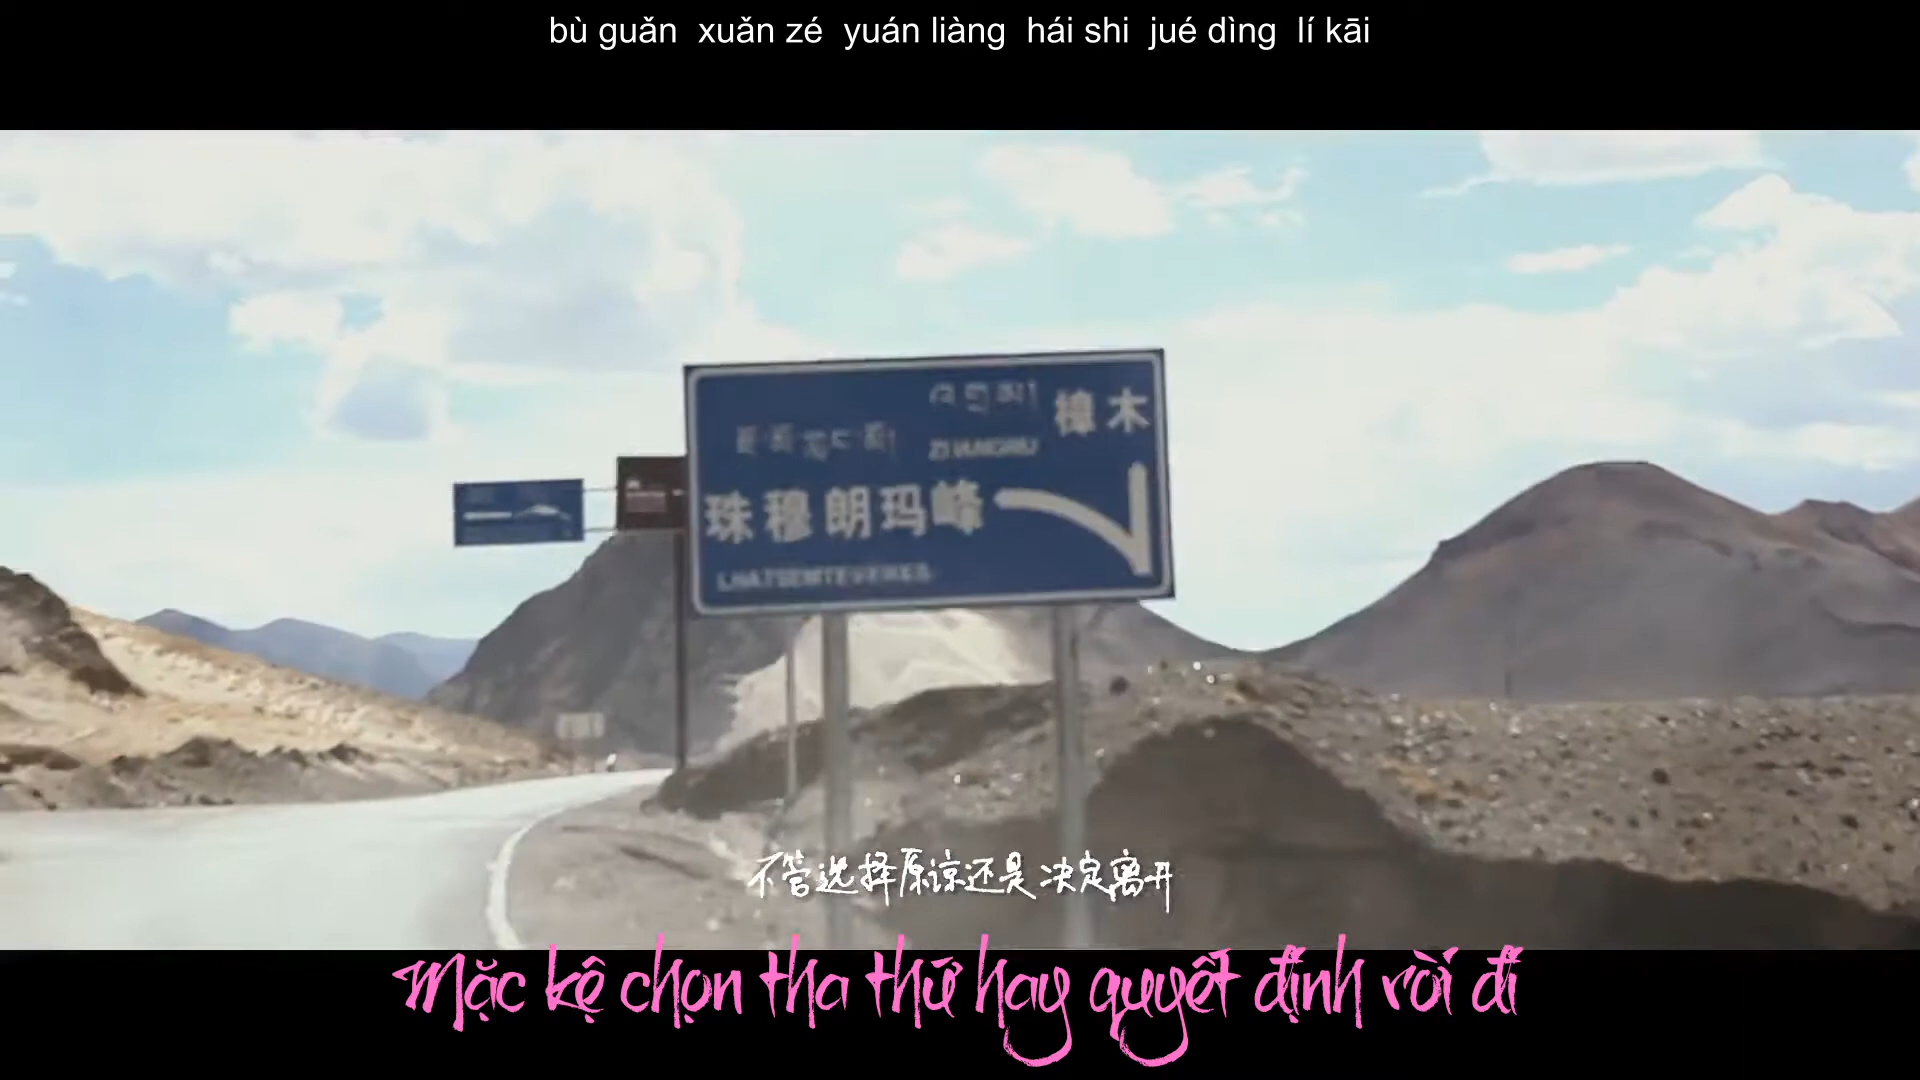 bù guǎn xuǎn zé yuán liàng hái shi jué dìng lí kāi
樟木
珠穆朗玛峰
不管选择原谅还是决定离开
Mặc kệ chọn tha thứ hay quyết định rời đi